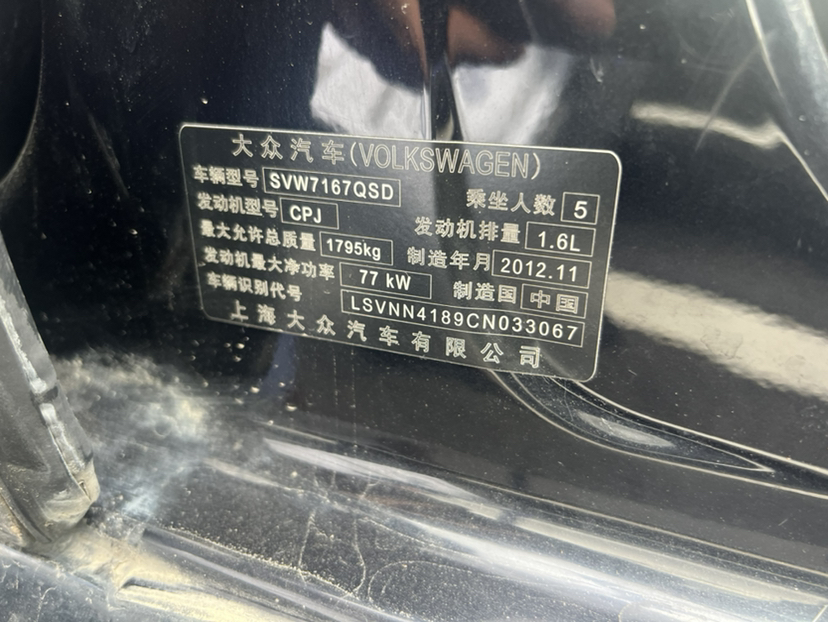 大众汽车(VOLKSWAGEN)
车辆型号 SVW7167QSD 乘坐人数 5
发动机型号 CPJ 发动机排量 1.6L
最大允许总质量 1795kg 制造年月 2012.11
发动机最大净功率 77 kW 制造国 中国
车辆识别代号 LSVNN4189CN033067
上海大众汽车有限公司